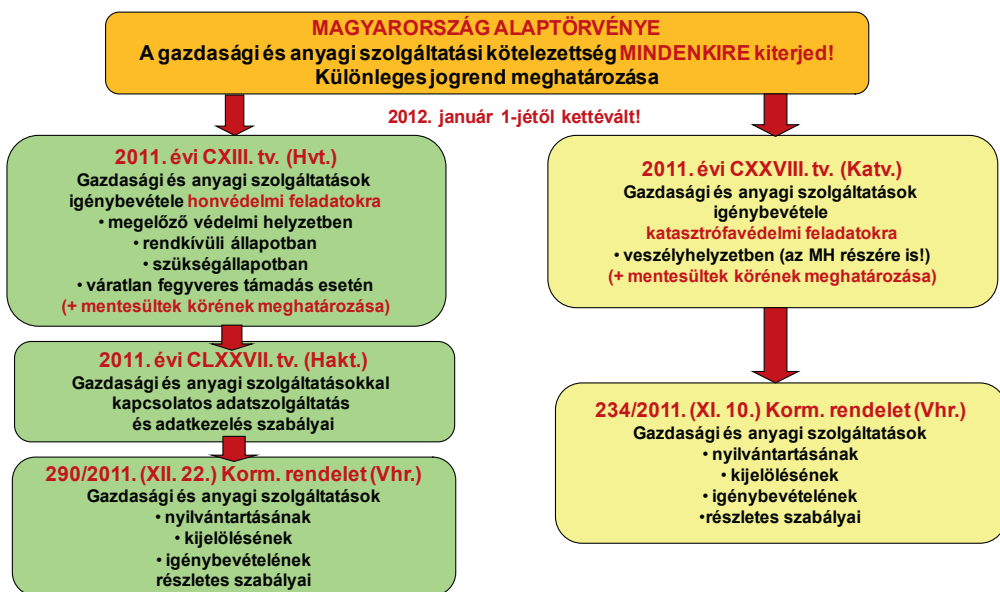 MAGYARORSZÁG ALAPTÖRVÉNYE
A gazdasági és anyagi szolgáltatási kötelezettség MINDENKIRE kiterjed!
Különleges jogrend meghatározása
2012. január 1-jétől kettévált!
2011. évi CXIII. tv. (Hvt.)
Gazdasági és anyagi szolgáltatások
igénybevétele honvédelmi feladatokra
• megelőző védelmi helyzetben
• rendkívüli állapotban
• szükségállapotban
• váratlan fegyveres támadás esetén
(+ mentesültek körének meghatározása)
2011. évi CLXXVII. tv. (Hakt.)
Gazdasági és anyagi szolgáltatásokkal
kapcsolatos adatszolgáltatás
és adatkezelés szabályai
290/2011. (XII. 22.) Korm. rendelet (Vhr.)
Gazdasági és anyagi szolgáltatások
• nyilvántartásának
• kijelölésének
• igénybevételének
részletes szabályai
2011. évi CXXVIII. tv. (Katv.)
Gazdasági és anyagi szolgáltatások
igénybevétele
katasztrófavédelmi feladatokra
• veszélyhelyzetben (az MH részére is!)
(+ mentesültek körének meghatározása)
234/2011. (XI. 10.) Korm. rendelet (Vhr.)
Gazdasági és anyagi szolgáltatások
• nyilvántartásának
• kijelölésének
• igénybevételének
•részletes szabályai